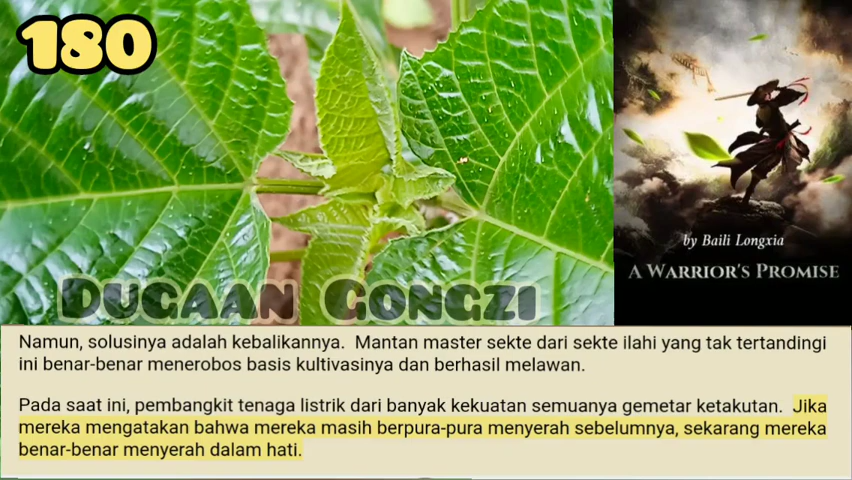 180
DUGAAN GONGZI
by Baili Longxia
A WARRIOR'S PROMISE
Namun, solusinya adalah kebalikannya. Mantan master sekte dari sekte ilahi yang tak tertandingi
ini benar-benar menerobos basis kultivasinya dan berhasil melawan.
Pada saat ini, pembangkit tenaga listrik dari banyak kekuatan semuanya gemetar ketakutan. Jika
mereka mengatakan bahwa mereka masih berpura-pura menyerah sebelumnya, sekarang mereka
benar-benar menyerah dalam hati.